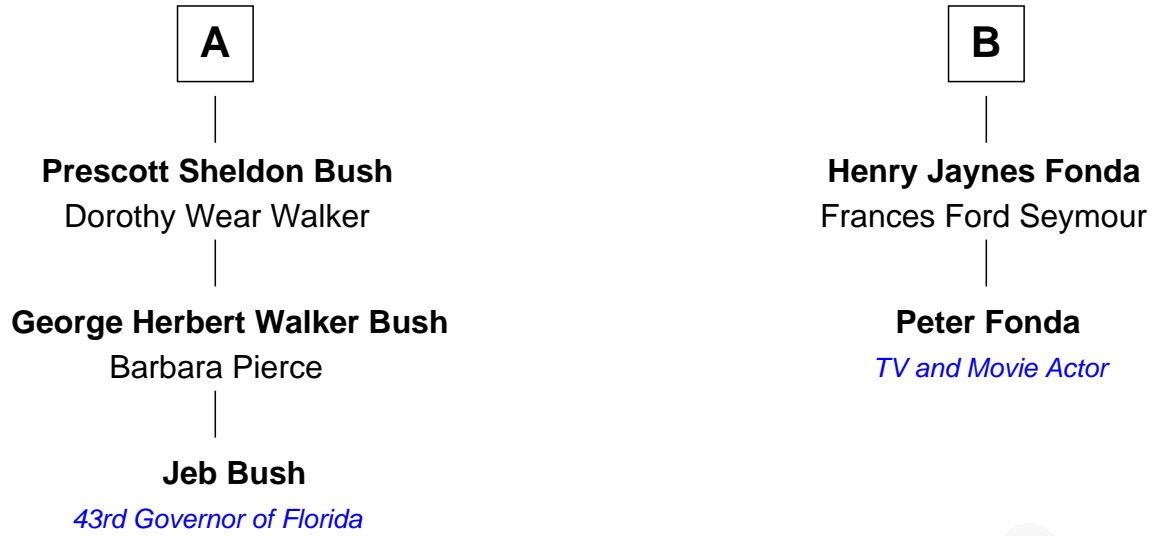 A
Prescott Sheldon Bush
Dorothy Wear Walker
George Herbert Walker Bush
Barbara Pierce
Jeb Bush
43rd Governor of Florida
B
Henry Jaynes Fonda
Frances Ford Seymour
Peter Fonda
TV and Movie Actor